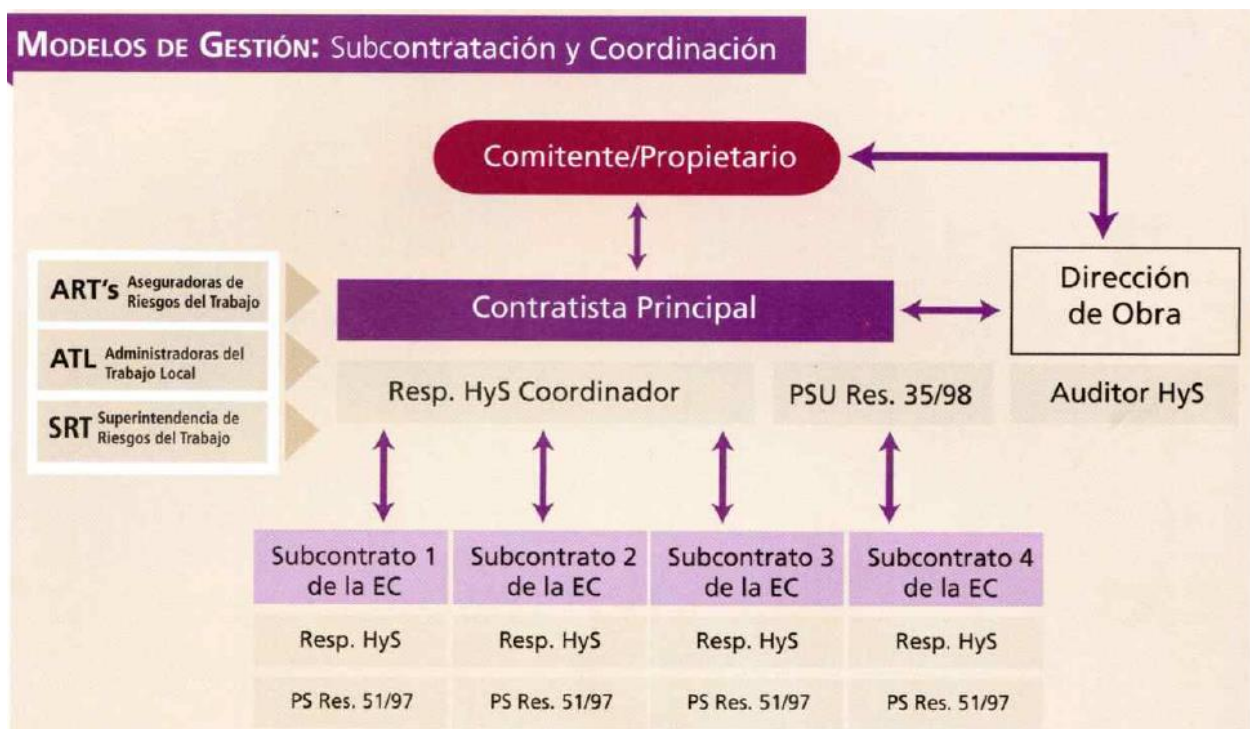 MODELOS DE GESTIÓN: Subcontratación y Coordinación
Comitente/Propietario
ART's Aseguradoras de
Riesgos del Trabajo
ATL Administradoras del
Trabajo Local
SRT Superintendencia de
Riesgos del Trabajo
Contratista Principal
Dirección
de Obra
Resp. HyS Coordinador
PSU Res. 35/98
Auditor HyS
Subcontrato 1
de la EC
Subcontrato 2
de la EC
Subcontrato 3
de la EC
Subcontrato 4
de la EC
Resp. HyS
Resp. HyS
Resp. HyS
Resp. HyS
PS Res. 51/97
PS Res. 51/97
PS Res. 51/97
PS Res. 51/97